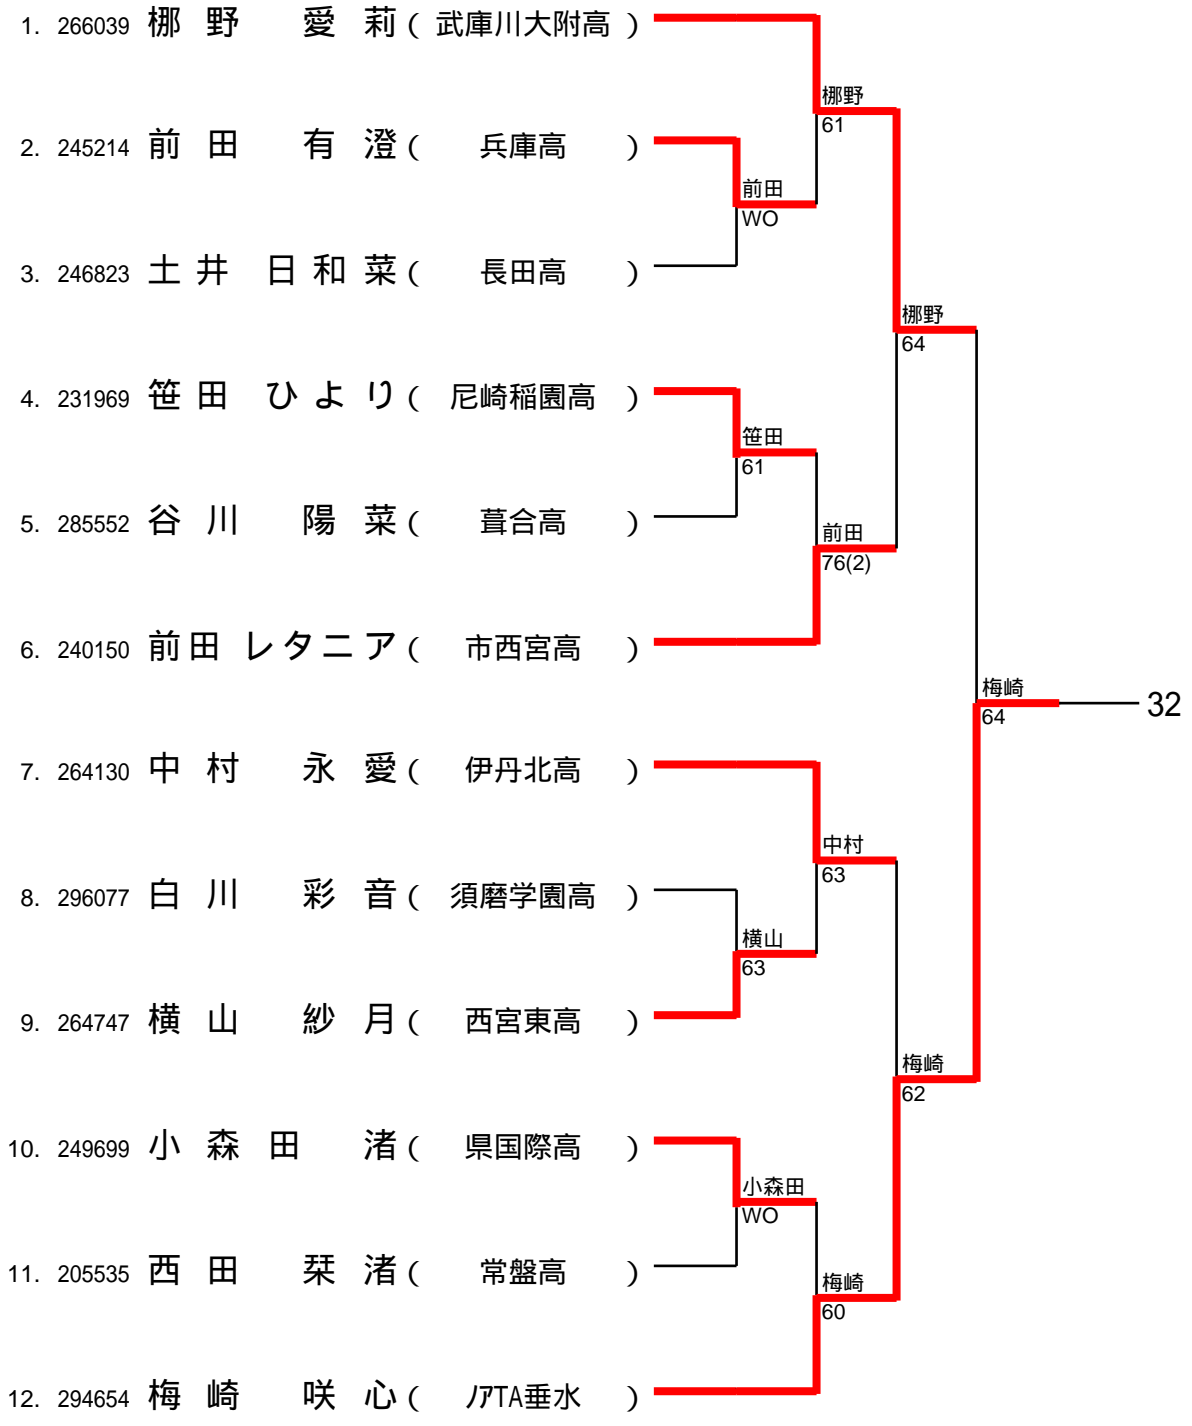 1. 266039 梛野 愛莉 ( 武庫川大附高 )
梛野
61
2. 245214 前田 有澄 ( 兵庫高 )
前田
WO
3. 246823 土井 日和菜 ( 長田高 )
梛野
64
4. 231969 笹田 ひより ( 尼崎稲園高 )
笹田
61
5. 285552 谷川 陽菜 ( 葺合高 )
前田
76(2)
6. 240150 前田 レタニア ( 市西宮高 )
梅崎
64
32
7. 264130 中村 永愛 ( 伊丹北高 )
中村
63
8. 296077 白川 彩音 ( 須磨学園高 )
横山
63
9. 264747 横山 紗月 ( 西宮東高 )
梅崎
62
10. 249699 小森田 渚 ( 県国際高 )
小森田
WO
11. 205535 西田 栞渚 ( 常盤高 )
梅崎
60
12. 294654 梅崎 咲心 ( ﾉｱTA垂水 )